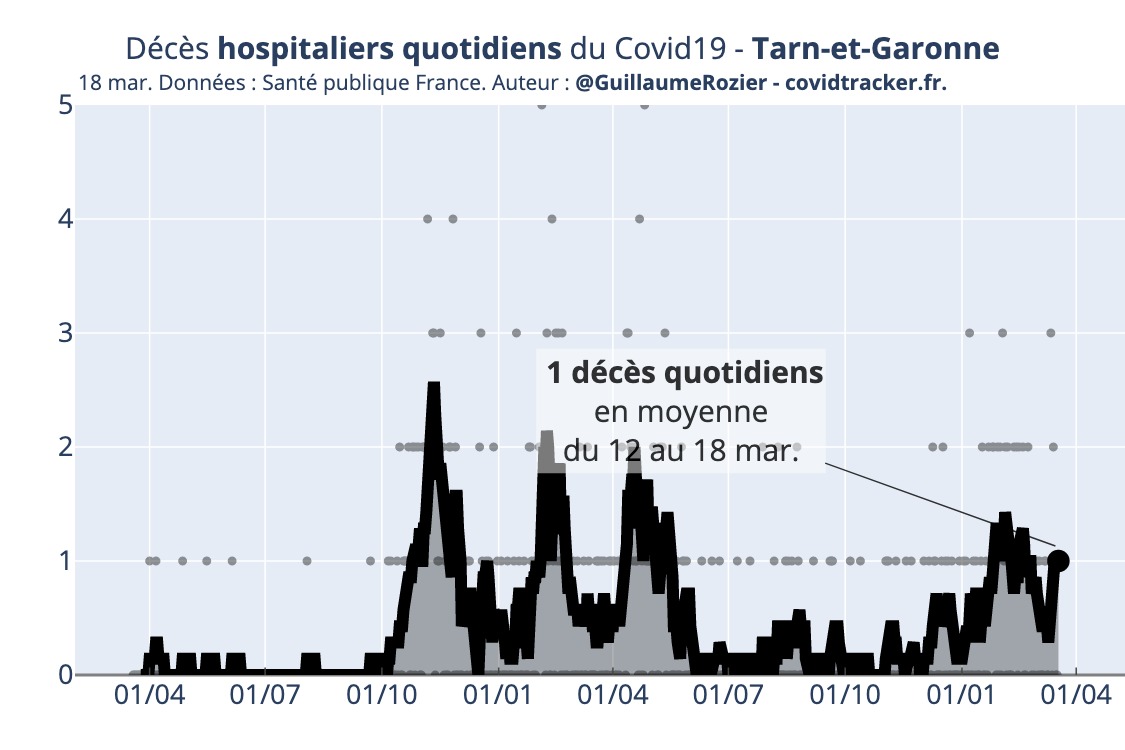 Décès hospitaliers quotidiens du Covid19 - Tarn-et-Garonne
18 mar. Données : Santé publique France. Auteur : @GuillaumeRozier - covidtracker.fr.
5
4
3
2
1
0
1 décès quotidiens
en moyenne
du 12 au 18 mar.
01/04 01/07 01/10 01/01 01/04 01/07 01/10 01/01 01/04